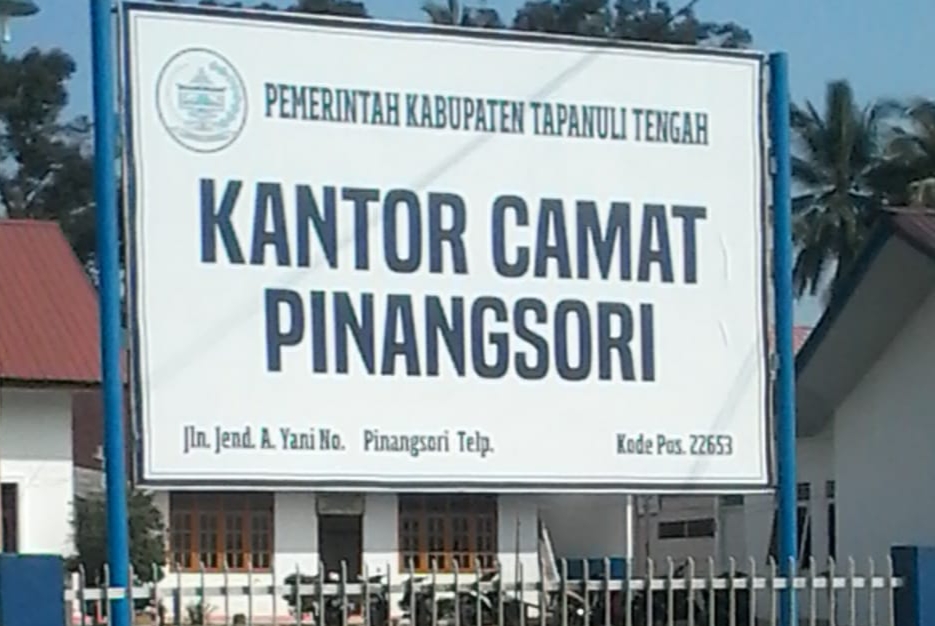 PEMERINTAH KABUPATEN TAPANULI TENGAH
KANTOR CAMAT
PINANGSORI
Jln. Jend. A. Yani No. Pinangsori Telp. Kode Pos. 22653